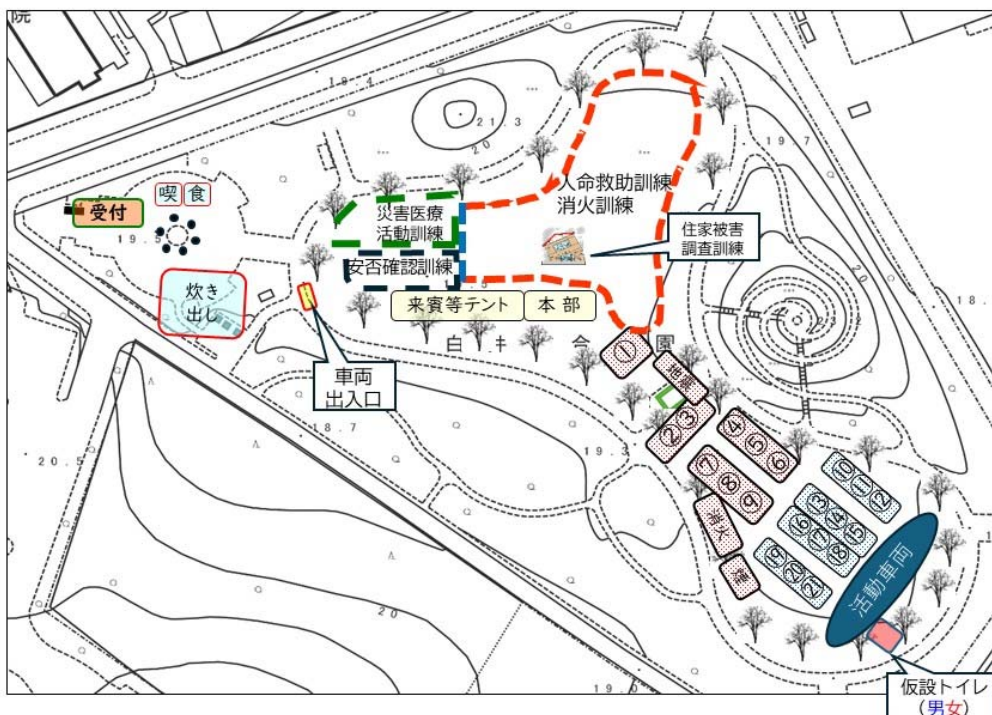 院
19.4
21.3
20
19.7
喫 食
受付
19.5
災害医療
活動訓練
安否確認訓練
人命救助訓練
消火訓練
住家被害
調査訓練
炊き
出し
来賓等テント
本部
車両
出入口
園
18.7
20.5
19.3
20
19.0
18.
①
地震
②③
④⑤⑥
⑦⑧⑨
⑩⑪⑫
⑬⑭⑮
⑯⑰⑱
⑲⑳㉑
活動車両
仮設トイレ
（男女）